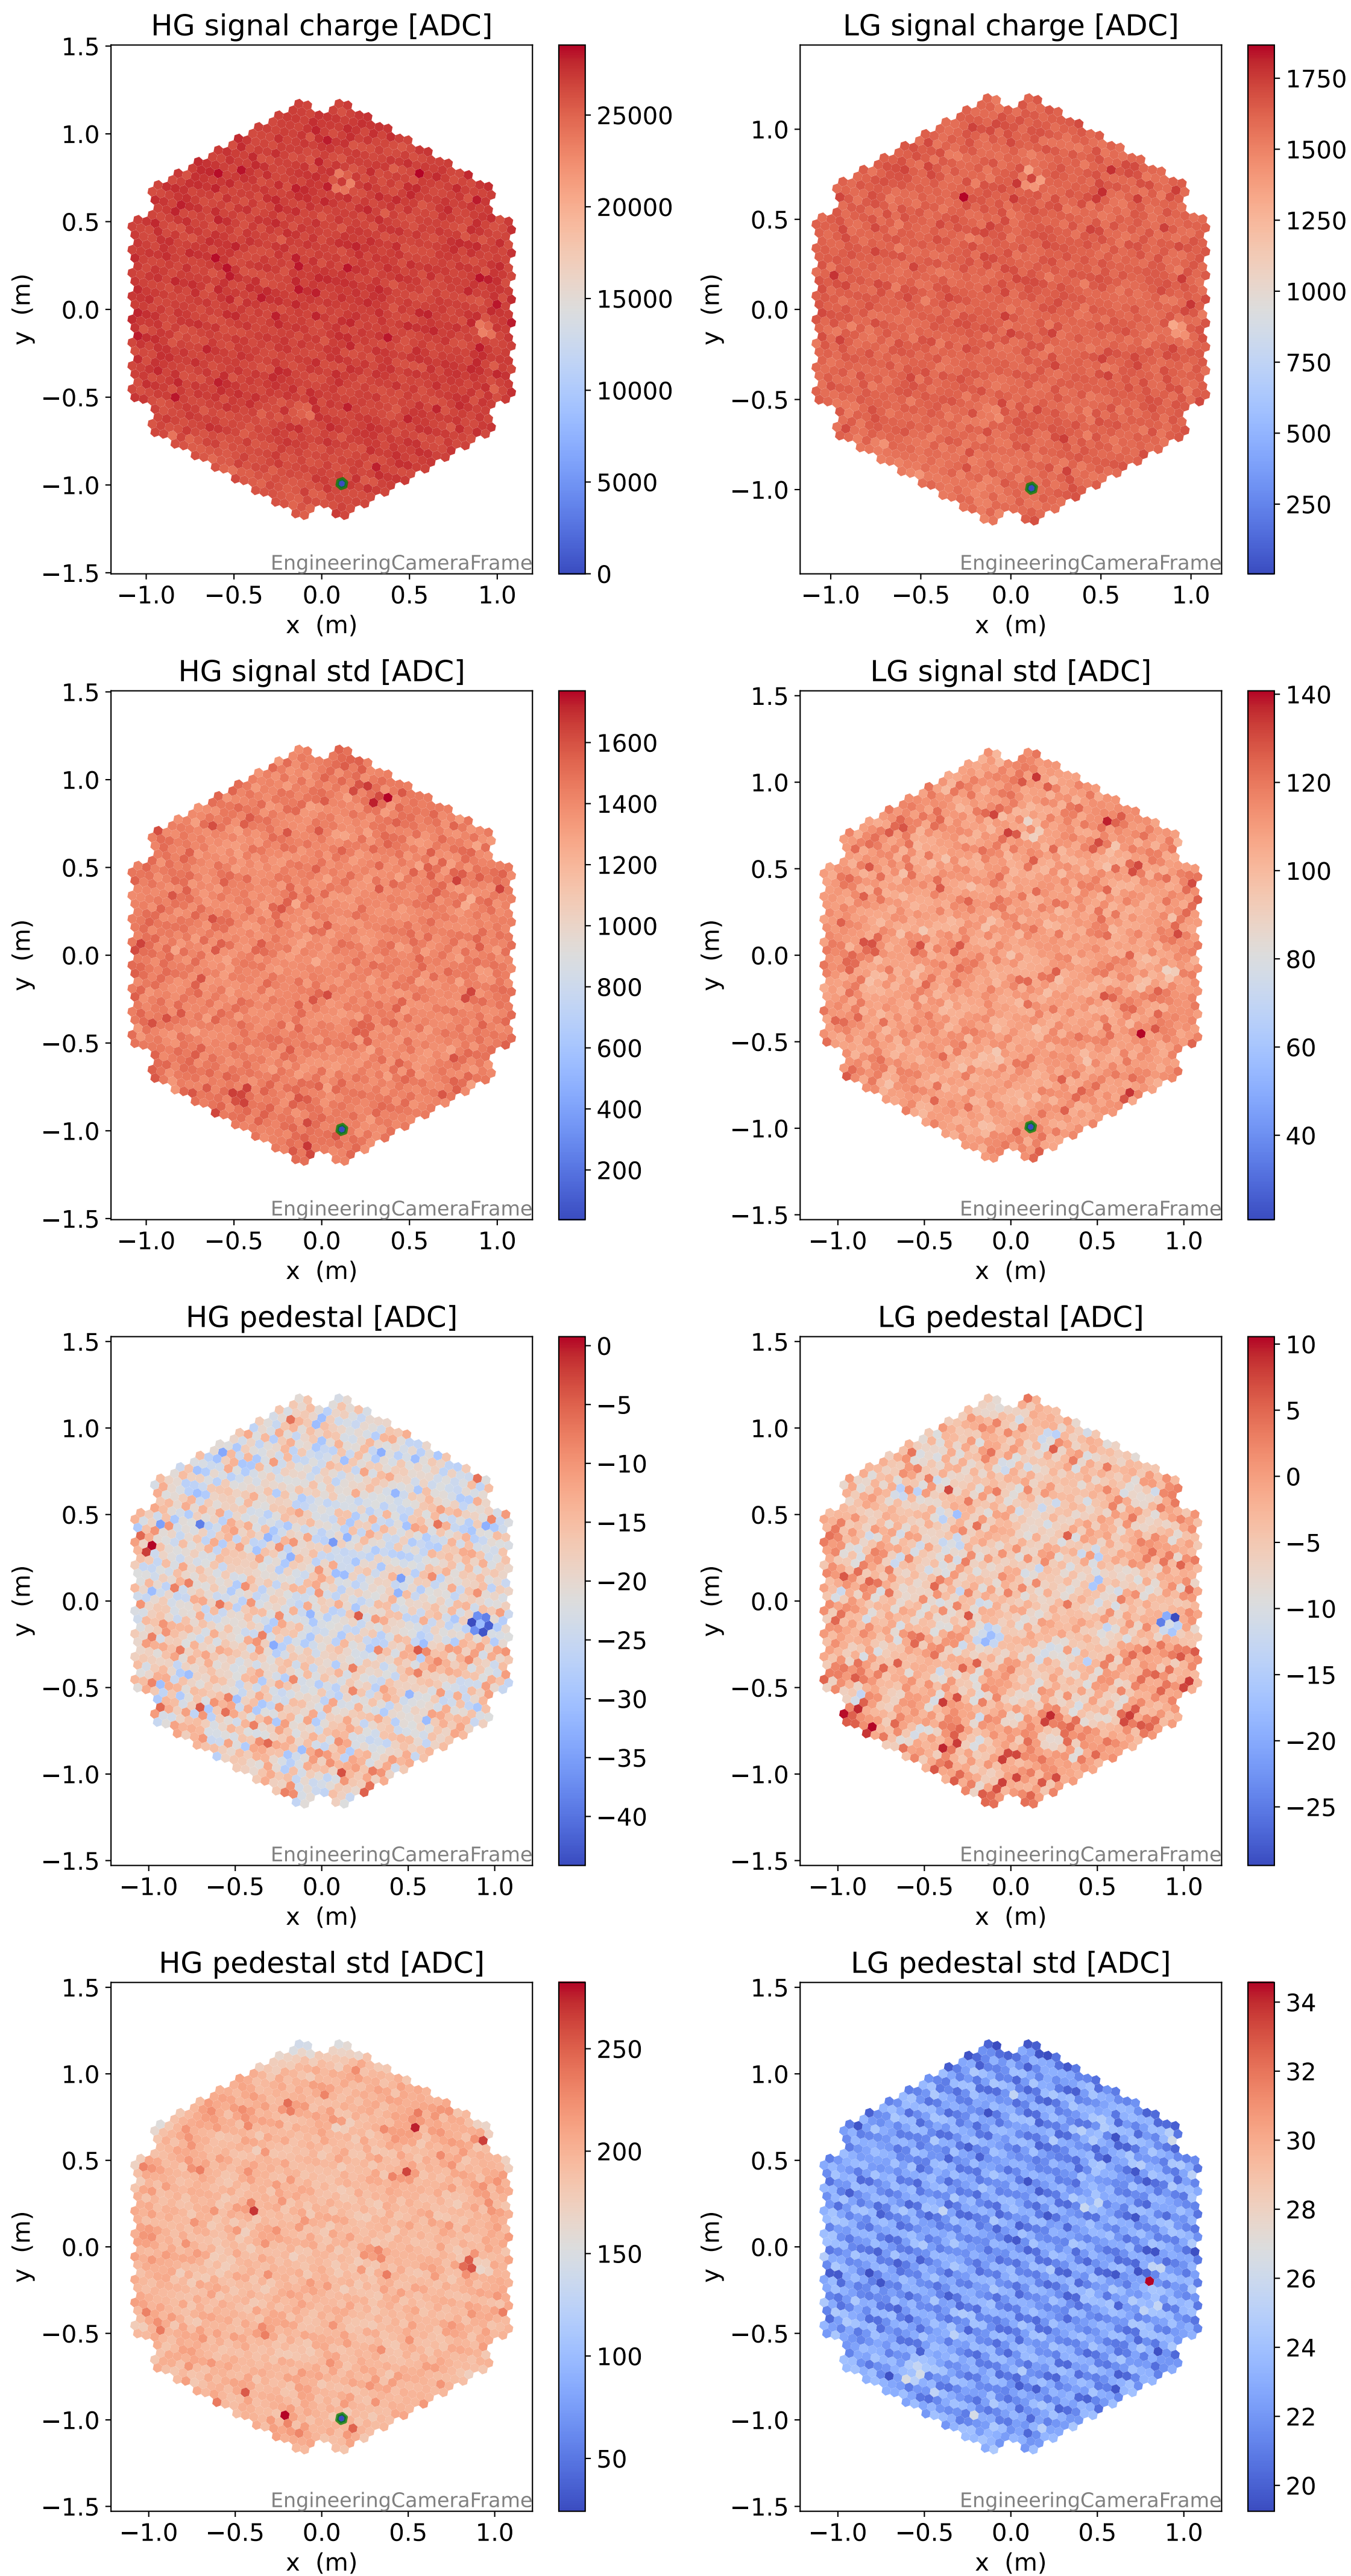 HG signal charge [ADC]
1.5
1.0
0.5
0.0
−0.5
−1.0
−1.5
y (m)
−1.0 −0.5 0.0 0.5 1.0
x (m)
EngineeringCameraFrame
25000
20000
15000
10000
5000
0
LG signal charge [ADC]
1.0
0.5
0.0
−0.5
−1.0
y (m)
−1.0 −0.5 0.0 0.5 1.0
x (m)
EngineeringCameraFrame
1750
1500
1250
1000
750
500
250
HG signal std [ADC]
1.5
1.0
0.5
0.0
−0.5
−1.0
−1.5
y (m)
−1.0 −0.5 0.0 0.5 1.0
x (m)
EngineeringCameraFrame
1600
1400
1200
1000
800
600
400
200
LG signal std [ADC]
1.5
1.0
0.5
0.0
−0.5
−1.0
−1.5
y (m)
−1.0 −0.5 0.0 0.5 1.0
x (m)
EngineeringCameraFrame
140
120
100
80
60
40
HG pedestal [ADC]
1.5
1.0
0.5
0.0
−0.5
−1.0
−1.5
y (m)
−1.0 −0.5 0.0 0.5 1.0
x (m)
EngineeringCameraFrame
0
−5
−10
−15
−20
−25
−30
−35
−40
LG pedestal [ADC]
1.5
1.0
0.5
0.0
−0.5
−1.0
−1.5
y (m)
−1.0 −0.5 0.0 0.5 1.0
x (m)
EngineeringCameraFrame
10
5
0
−5
−10
−15
−20
−25
HG pedestal std [ADC]
1.5
1.0
0.5
0.0
−0.5
−1.0
−1.5
y (m)
−1.0 −0.5 0.0 0.5 1.0
x (m)
EngineeringCameraFrame
250
200
150
100
50
LG pedestal std [ADC]
1.5
1.0
0.5
0.0
−0.5
−1.0
−1.5
y (m)
−1.0 −0.5 0.0 0.5 1.0
x (m)
EngineeringCameraFrame
34
32
30
28
26
24
22
20